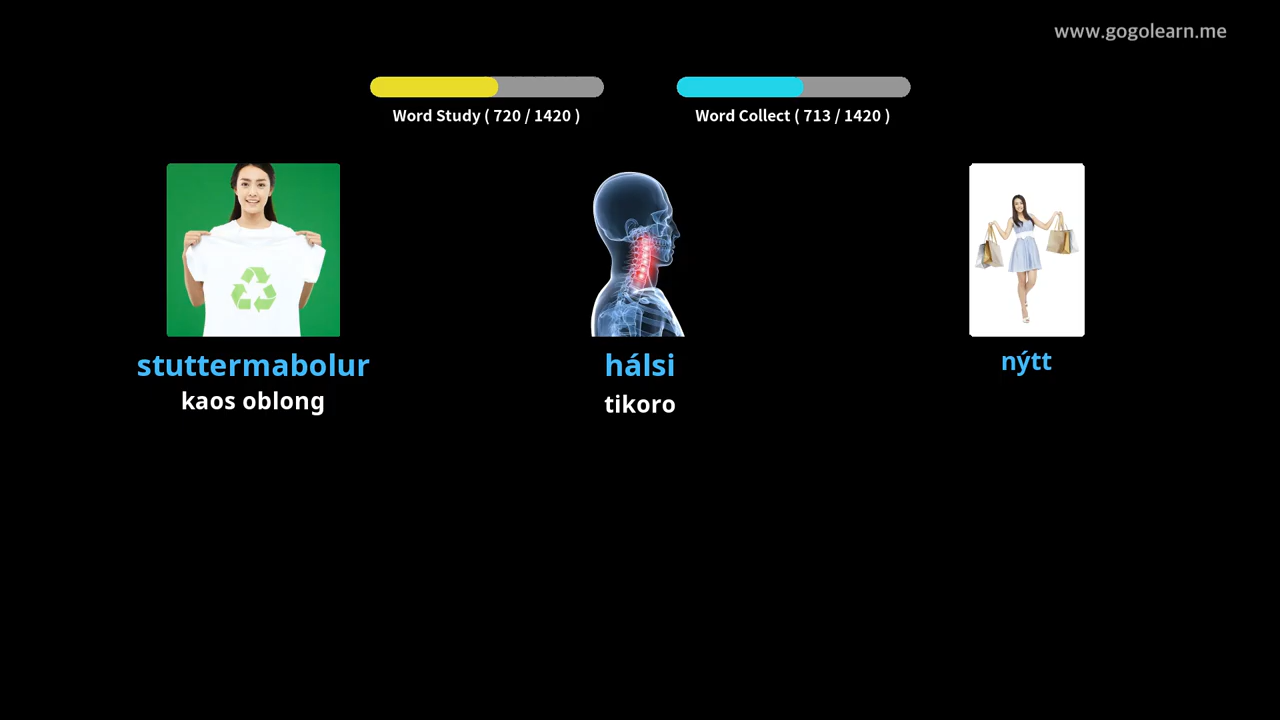 www.gogolearn.me
Word Study ( 720 / 1420 )
Word Collect ( 713 / 1420 )
stuttermabolur
kaos oblong
hálsi
tikoro
nýtt